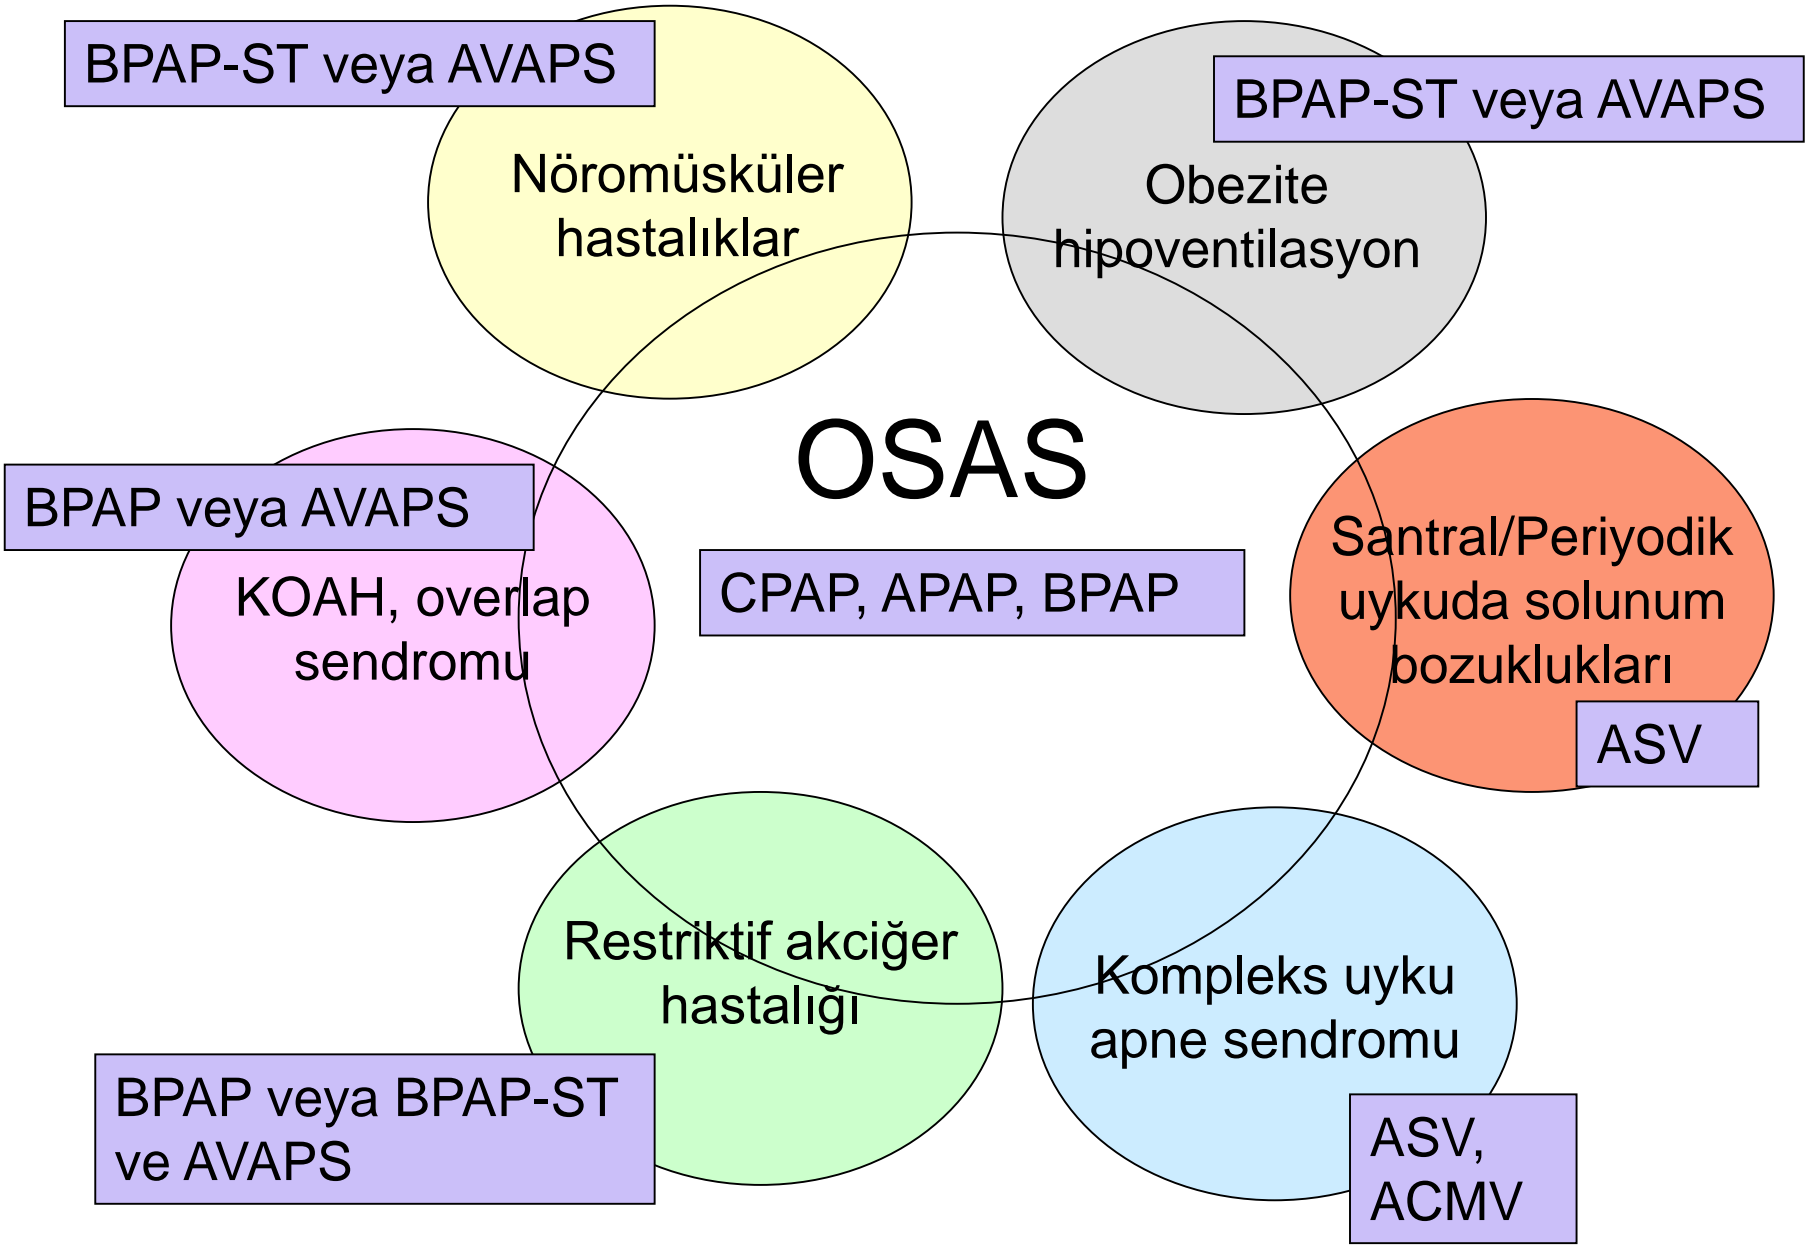 BPAP-ST veya AVAPS
Nöromüsküler
hastalıklar
BPAP-ST veya AVAPS
Obezite
hipoventilasyon
OSAS
CPAP, APAP, BPAP
BPAP veya AVAPS
KOAH, overlap
sendromu
Santral/Periyodik
uykuda solunum
bozuklukları
ASV
Restriktif akciğer
hastalığı
BPAP veya BPAP-ST
ve AVAPS
Kompleks uyku
apne sendromu
ASV,
ACMV